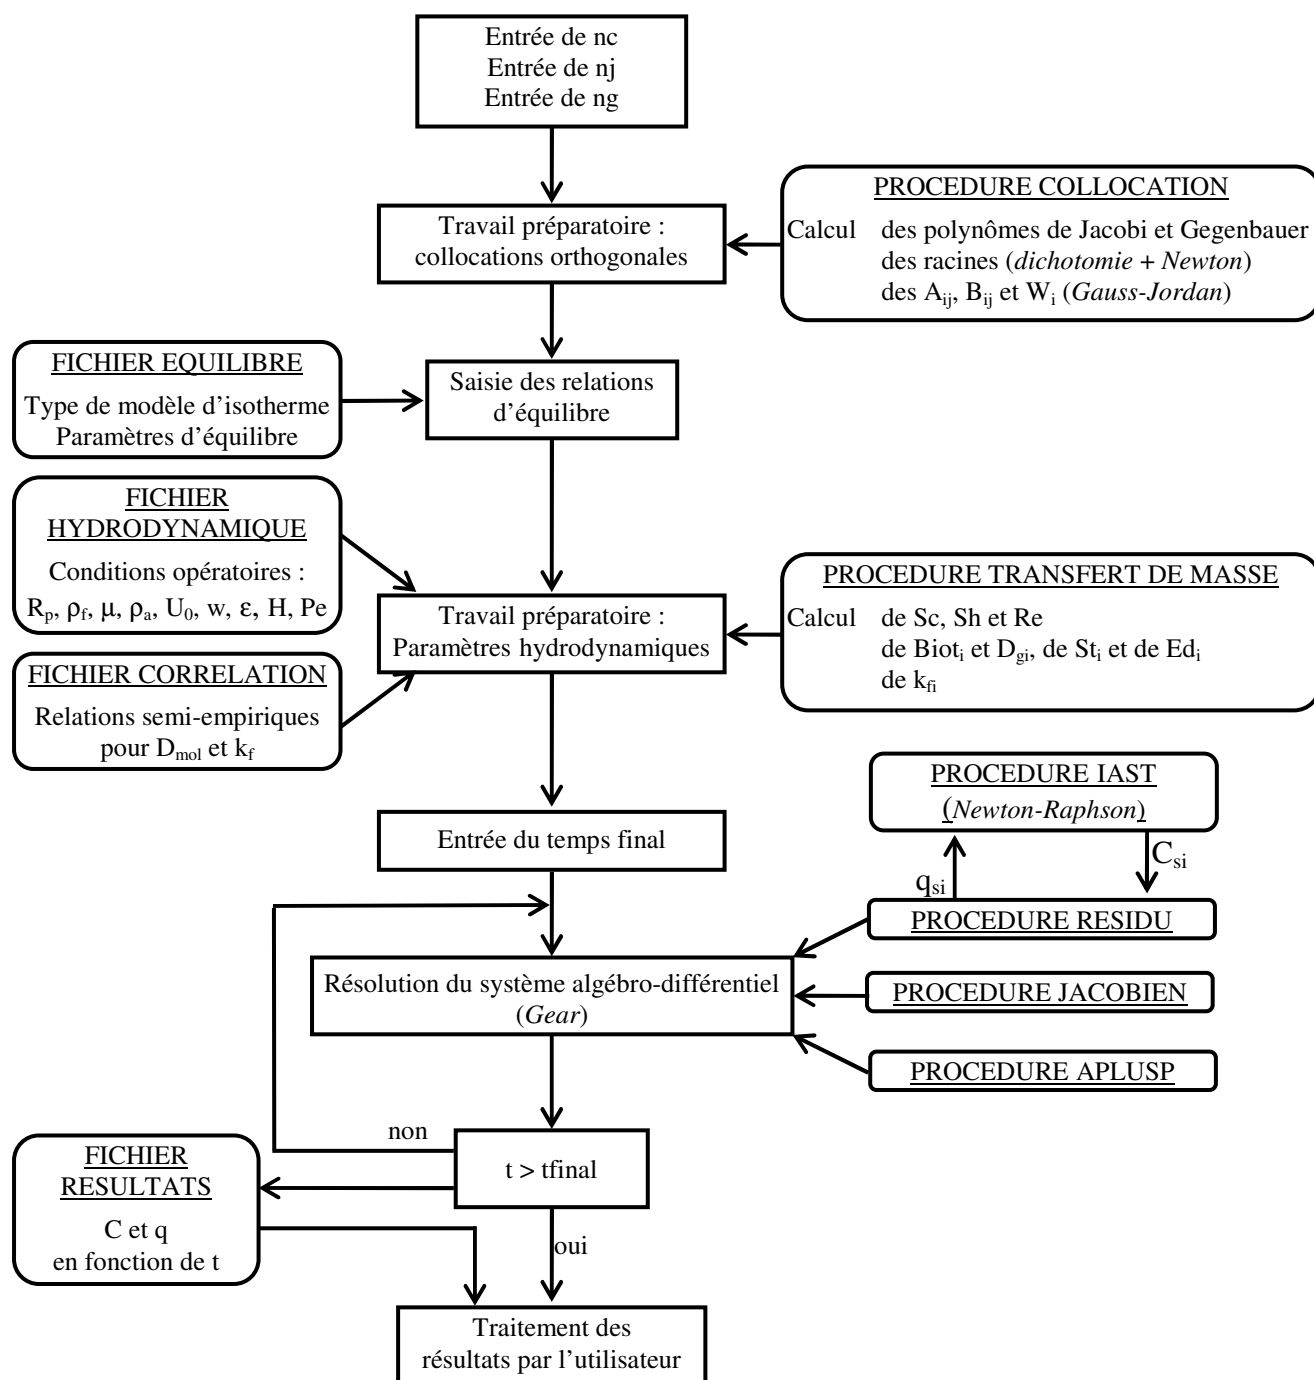 Entrée de nc
Entrée de nj
Entrée de ng
PROCEDURE COLLOCATION
Calcul des polynômes de Jacobi et Gegenbauer
des racines (dichotomie + Newton)
des Aij, Bij et Wi (Gauss-Jordan)
Travail préparatoire :
collocations orthogonales
FICHIER EQUILIBRE
Type de modèle d'isotherme
Paramètres d'équilibre
Saisie des relations
d'équilibre
FICHIER
HYDRODYNAMIQUE
Conditions opératoires :
Rp, ρf, μ, ρa, U0, w, ε, H, Pe
Travail préparatoire :
Paramètres hydrodynamiques
PROCEDURE TRANSFERT DE MASSE
Calcul de Sc, Sh et Re
de Bioti et Dgi, de Sti et de Edi
de kfi
FICHIER CORRELATION
Relations semi-empiriques
pour Dmol et kf
PROCEDURE IAST
(Newton-Raphson)
Entrée du temps final
qsi
Csi
PROCEDURE RESIDU
Résolution du système algébro-différentiel
(Gear)
PROCEDURE JACOBIEN
PROCEDURE APLUSP
non
t > tfinal
FICHIER
RESULTATS
C et q
en fonction de t
oui
Traitement des
résultats par l'utilisateur